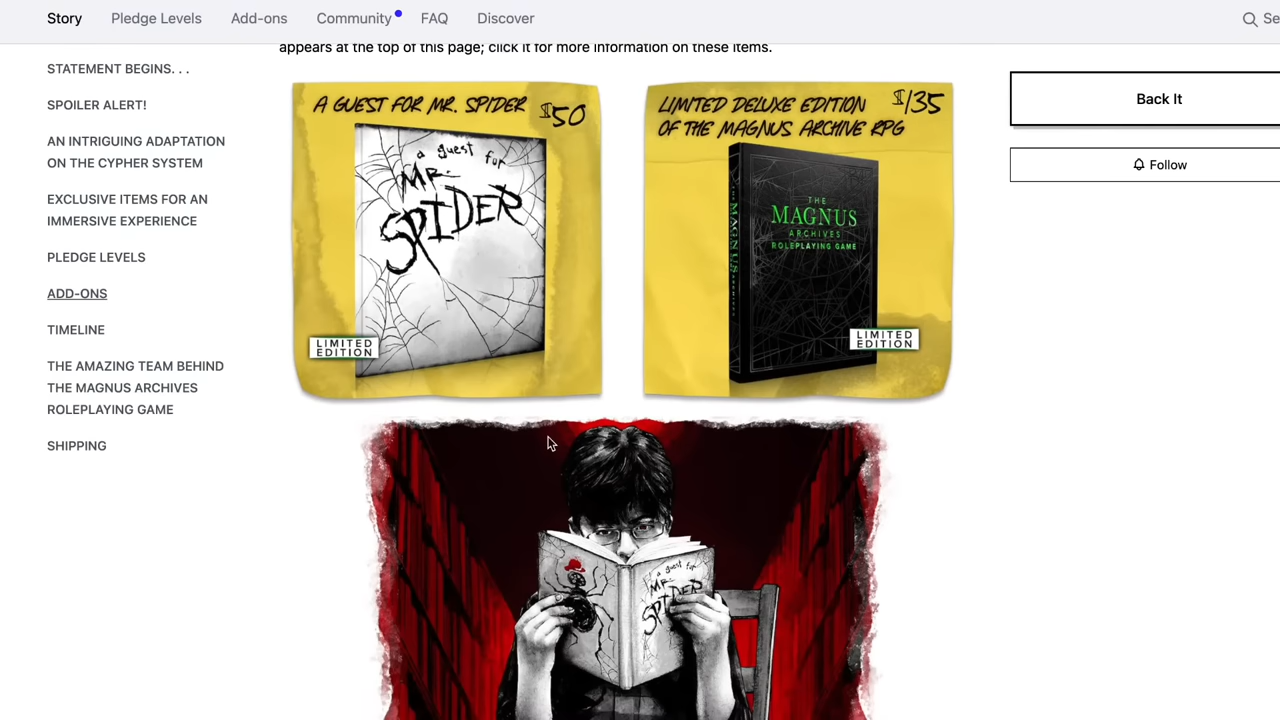 Story Pledge Levels Add-ons Community FAQ Discover Se
appears at the top of this page; click it for more information on these items.
STATEMENT BEGINS. . .
SPOILER ALERT!
AN INTRIGUING ADAPTATION
ON THE CYPHER SYSTEM
EXCLUSIVE ITEMS FOR AN
IMMERSIVE EXPERIENCE
PLEDGE LEVELS
ADD-ONS
TIMELINE
THE AMAZING TEAM BEHIND
THE MAGNUS ARCHIVES
ROLEPLAYING GAME
SHIPPING
A GUEST FOR MR. SPIDER $50
a guest for
MR.
SPIDER
LIMITED
EDITION
LIMITED DELUXE EDITION $135
OF THE MAGNUS ARCHIVE RPG
THE
MAGNUS
ARCHIVES
ROLEPLAYING GAME
LIMITED
EDITION
Back It
Follow
a guest for
MR.
SPIDER